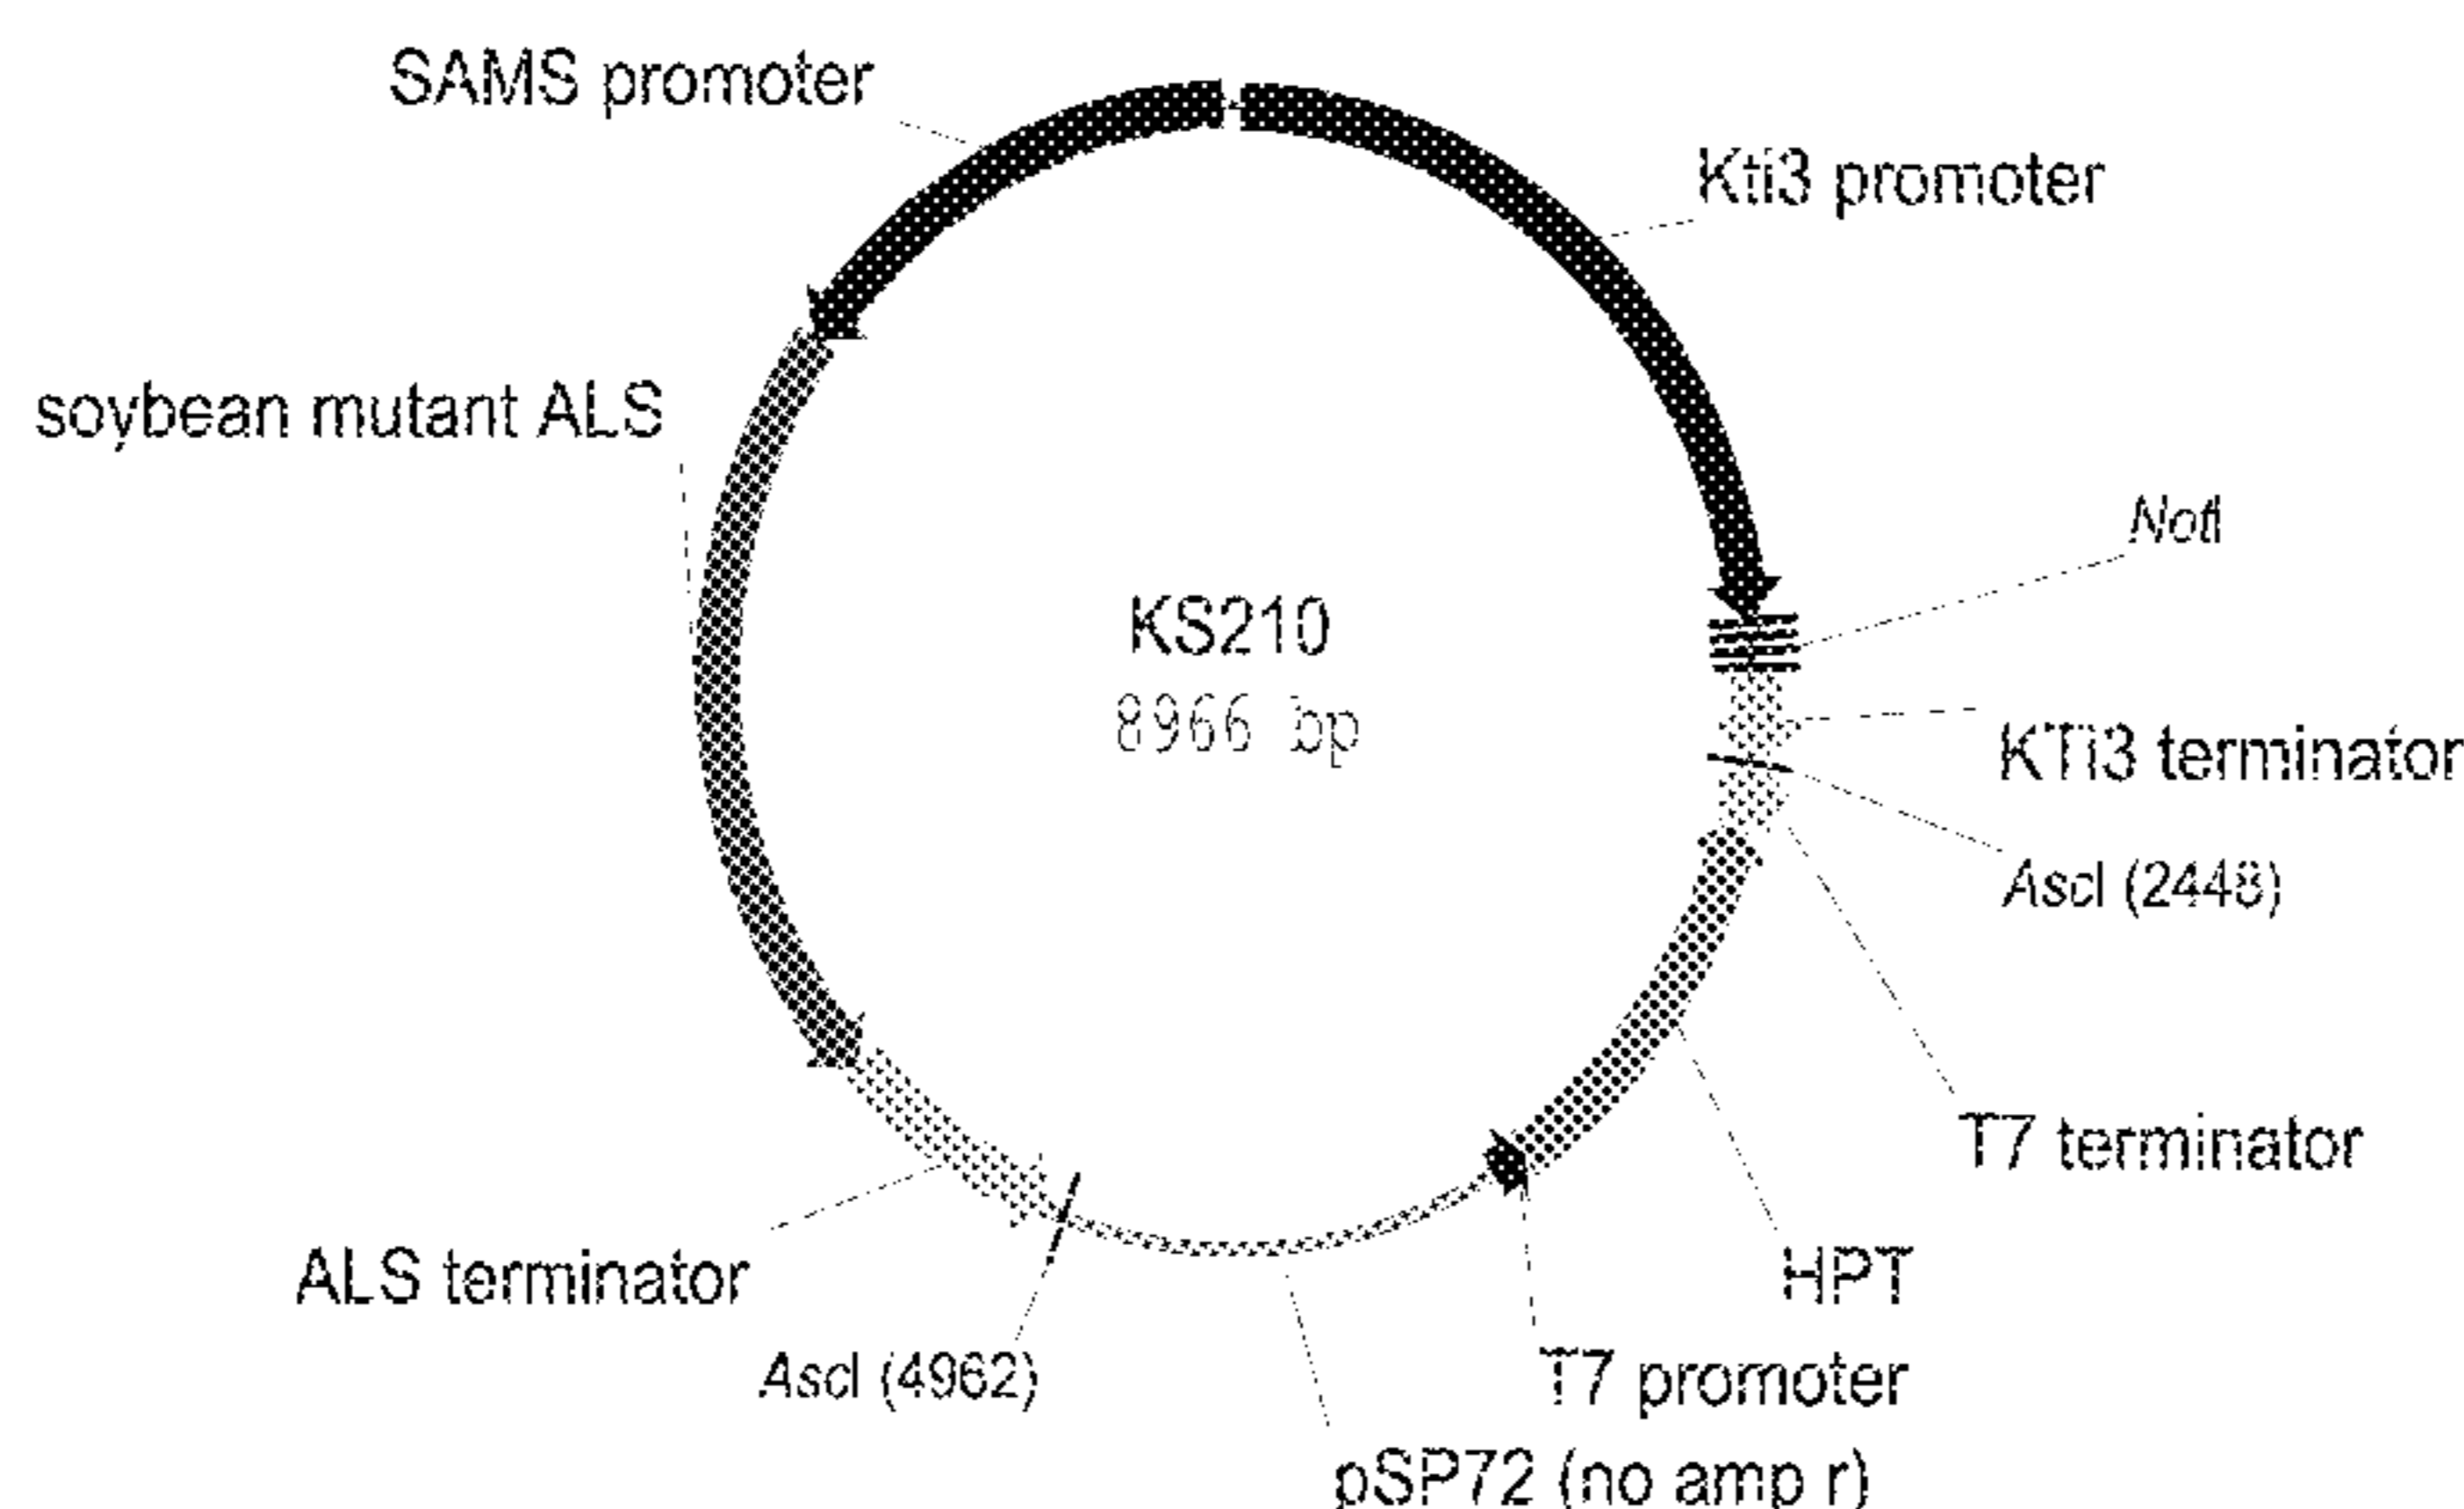 SAMS promoter
Kti3 promoter
soybean mutant ALS
NotI
KS210
8966 bp
KTi3 terminator
AscI (2448)
T7 terminator
ALS terminator
HPT
AscI (4962)
T7 promoter
pSP72 (no amp r)